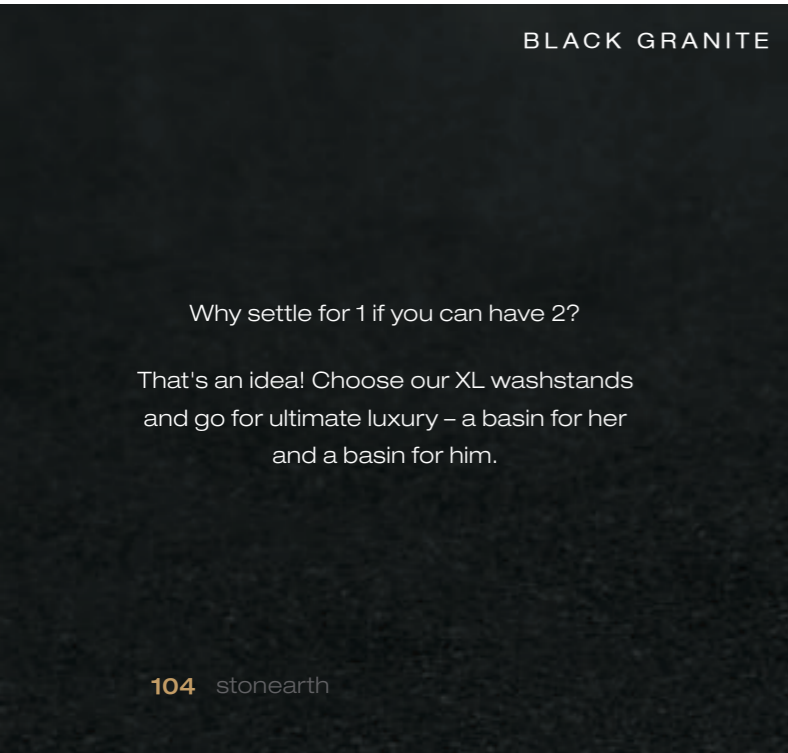 BLACK GRANITE
Why settle for 1 if you can have 2?
That's an idea! Choose our XL washstands
and go for ultimate luxury – a basin for her
and a basin for him.
104 stonearth